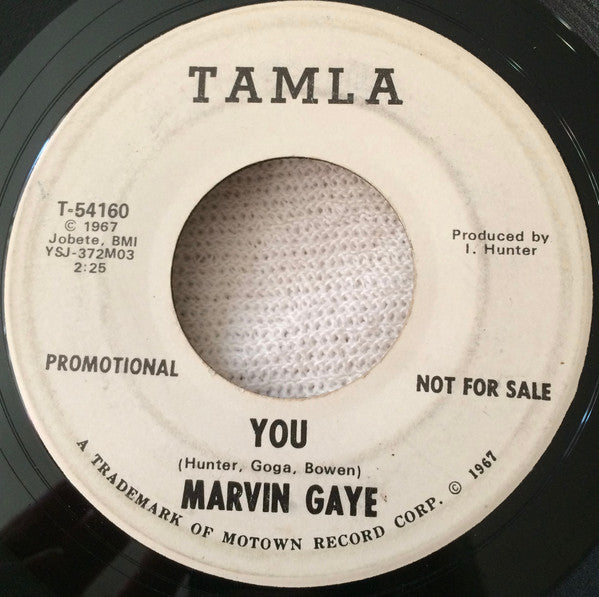 TAMLA
T-54160
© 1967
Jobete, BMI
YSJ-372M03
2:25
Produced by
I. Hunter
PROMOTIONAL
NOT FOR SALE
YOU
(Hunter, Goga, Bowen)
MARVIN GAYE
A TRADEMARK OF MOTOWN RECORD CORP. © 1967